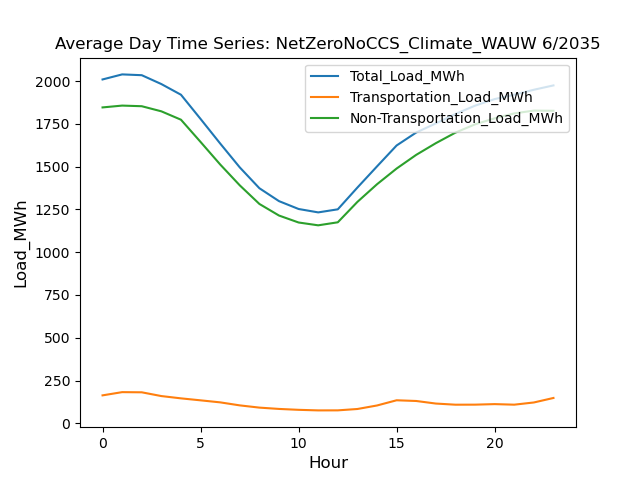 Average Day Time Series: NetZeroNoCCS_Climate_WAUW 6/2035
Total_Load_MWh
Transportation_Load_MWh
Non-Transportation_Load_MWh
Load_MWh
2000
1750
1500
1250
1000
750
500
250
0
0 5 10 15 20
Hour